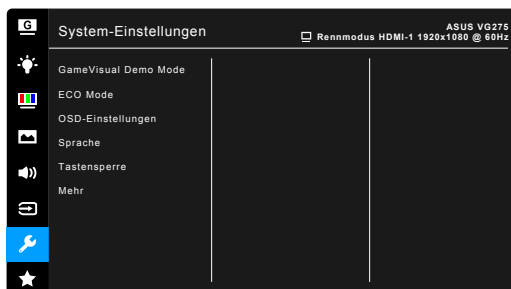 G
System-Einstellungen
ASUS VG275
Rennmodus HDMI-1 1920x1080 @ 60Hz
GameVisual Demo Mode
ECO Mode
OSD-Einstellungen
Sprache
Tastensperre
Mehr